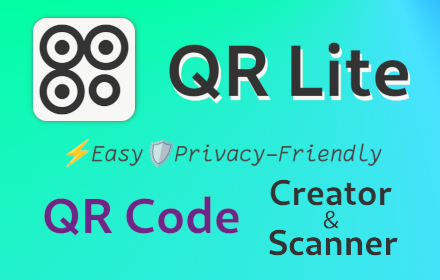 QR Lite
⚡Easy 🛡️Privacy-Friendly
QR Code
Creator
&
Scanner